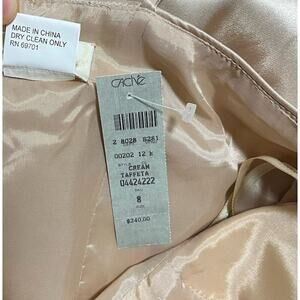 MADE IN CHINA
DRY CLEAN ONLY
RN 69701
CACHÉ
2 8028 8281
00202 12 k
CREAM
TAFFETA
04424222
8
SIZE
$240.00